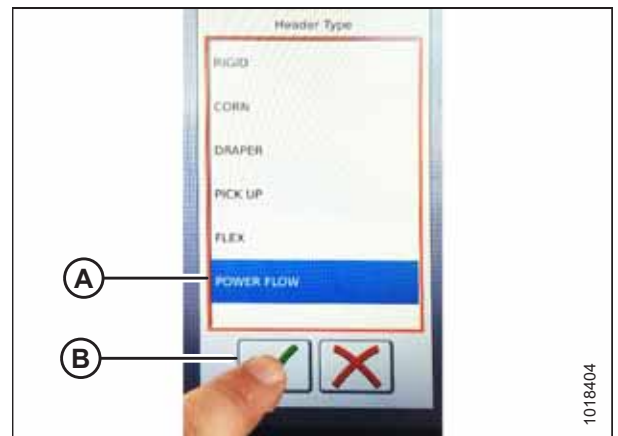 Header Type
RIGID
CORN
DRAPER
PICK UP
FLEX
A
POWER FLOW
B
1018404